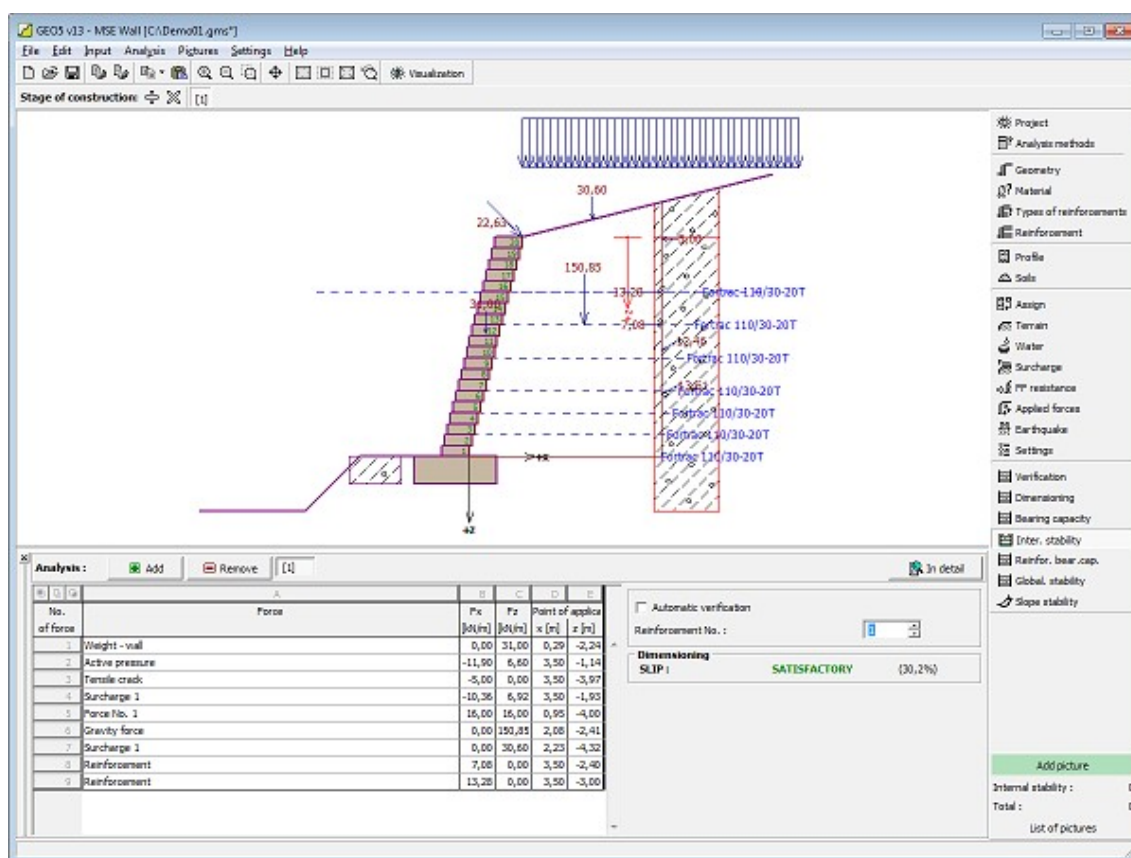 GEO5 v13 - MSE Wall [C:\Demo01.gms*]
File Edit Input Analysis Pictures Settings Help
Visualization
Stage of construction: [1]
30,60
22,63
150,85
Fortrac 110/30-20T
7,08
Fortrac 110/30-20T
Fortrac 110/30-20T
Fortrac 110/30-20T
Fortrac 110/30-20T
Fortrac 110/30-20T
+x
Fortrac 110/30-20T
+z
Project
Analysis methods
Geometry
Material
Types of reinforcements
Reinforcement
Profile
Soils
Assign
Terrain
Water
Surcharge
FF resistance
Applied forces
Earthquake
Settings
Verification
Dimensioning
Bearing capacity
Inter. stability
Reinfor. bear.cap.
Global. stability
Slope stability
Add picture
Internal stability :
Total :
List of pictures
Analysis : Add Remove [1] In detail
A B C D E
No. Force Fx Fz Point of applica
of force [kN/m] [kN/m] x [m] z [m]
1 Weight - wall 0,00 31,00 0,29 -2,24
2 Active pressure -11,90 6,60 3,50 -1,14
3 Tensile crack -5,00 0,00 3,50 -3,97
4 Surcharge 1 -10,36 6,92 3,50 -1,93
5 Force No. 1 16,00 16,00 0,95 -4,00
6 Gravity force 0,00 150,85 2,08 -2,41
7 Surcharge 1 0,00 30,60 2,23 -4,32
8 Reinforcement 7,08 0,00 3,50 -2,40
9 Reinforcement 13,28 0,00 3,50 -3,00
Automatic verification
Reinforcement No. :
Dimensioning
SLIP : SATISFACTORY (30,2%)